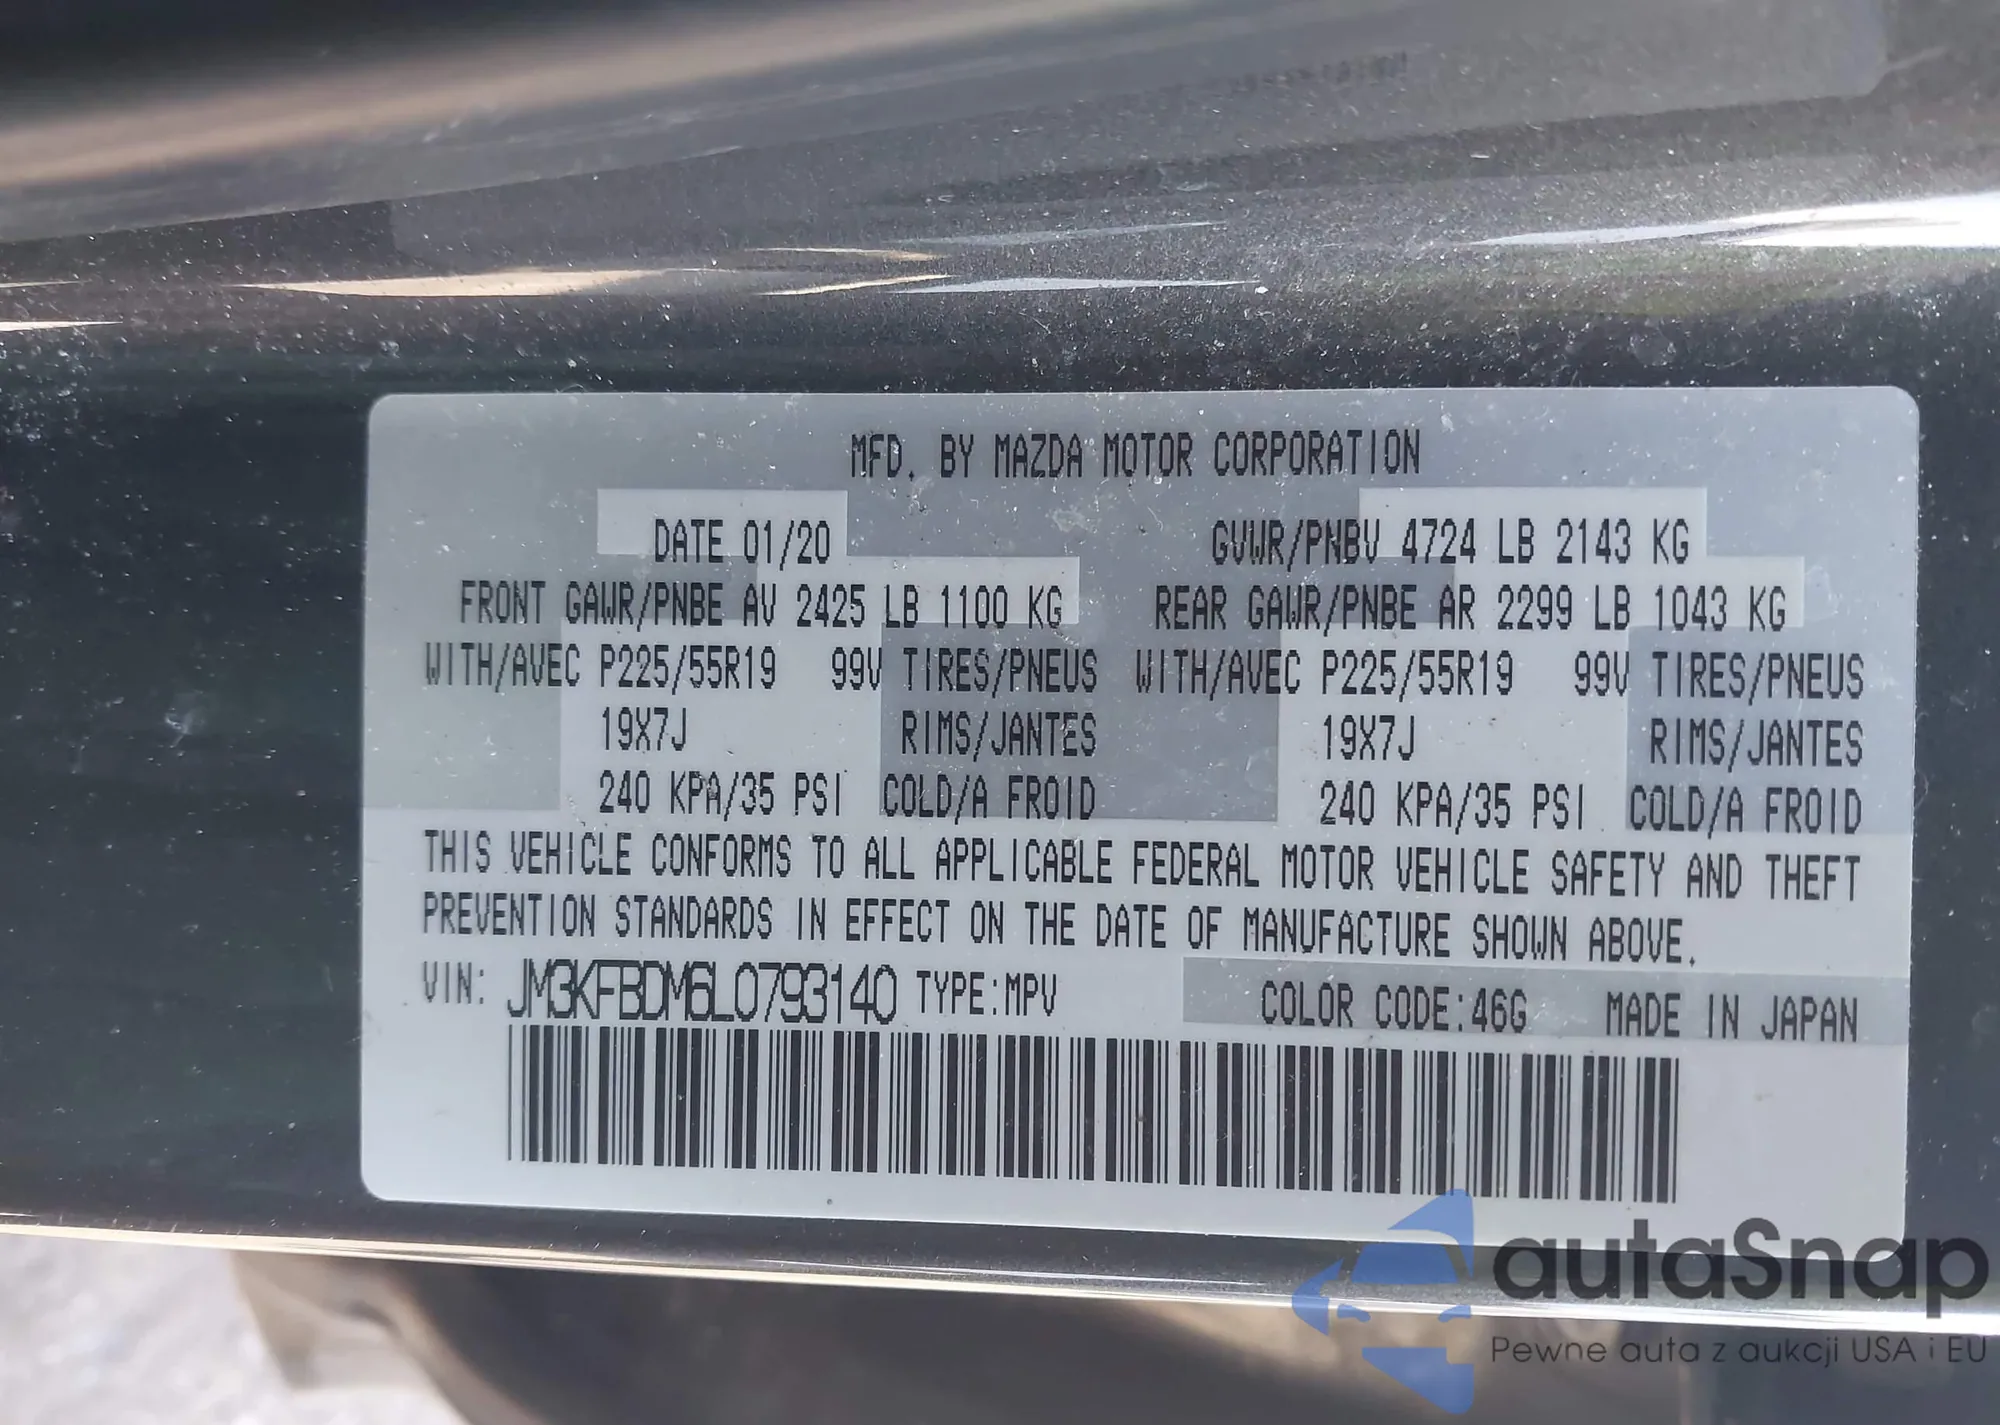 MFD. BY MAZDA MOTOR CORPORATION
DATE 01/20 GVWR/PNBV 4724 LB 2143 KG
FRONT GAWR/PNBE AV 2425 LB 1100 KG REAR GAWR/PNBE AR 2299 LB 1043 KG
WITH/AVEC P225/55R19 99V TIRES/PNEUS WITH/AVEC P225/55R19 99V TIRES/PNEUS
19X7J RIMS/JANTES 19X7J RIMS/JANTES
240 KPA/35 PSI COLD/A FROID 240 KPA/35 PSI COLD/A FROID
THIS VEHICLE CONFORMS TO ALL APPLICABLE FEDERAL MOTOR VEHICLE SAFETY AND THEFT
PREVENTION STANDARDS IN EFFECT ON THE DATE OF MANUFACTURE SHOWN ABOVE.
VIN: JM3KFBDM6L0793140 TYPE:MPV COLOR CODE:46G MADE IN JAPAN
autaSnap
Pewne auta z aukcji USA i EU